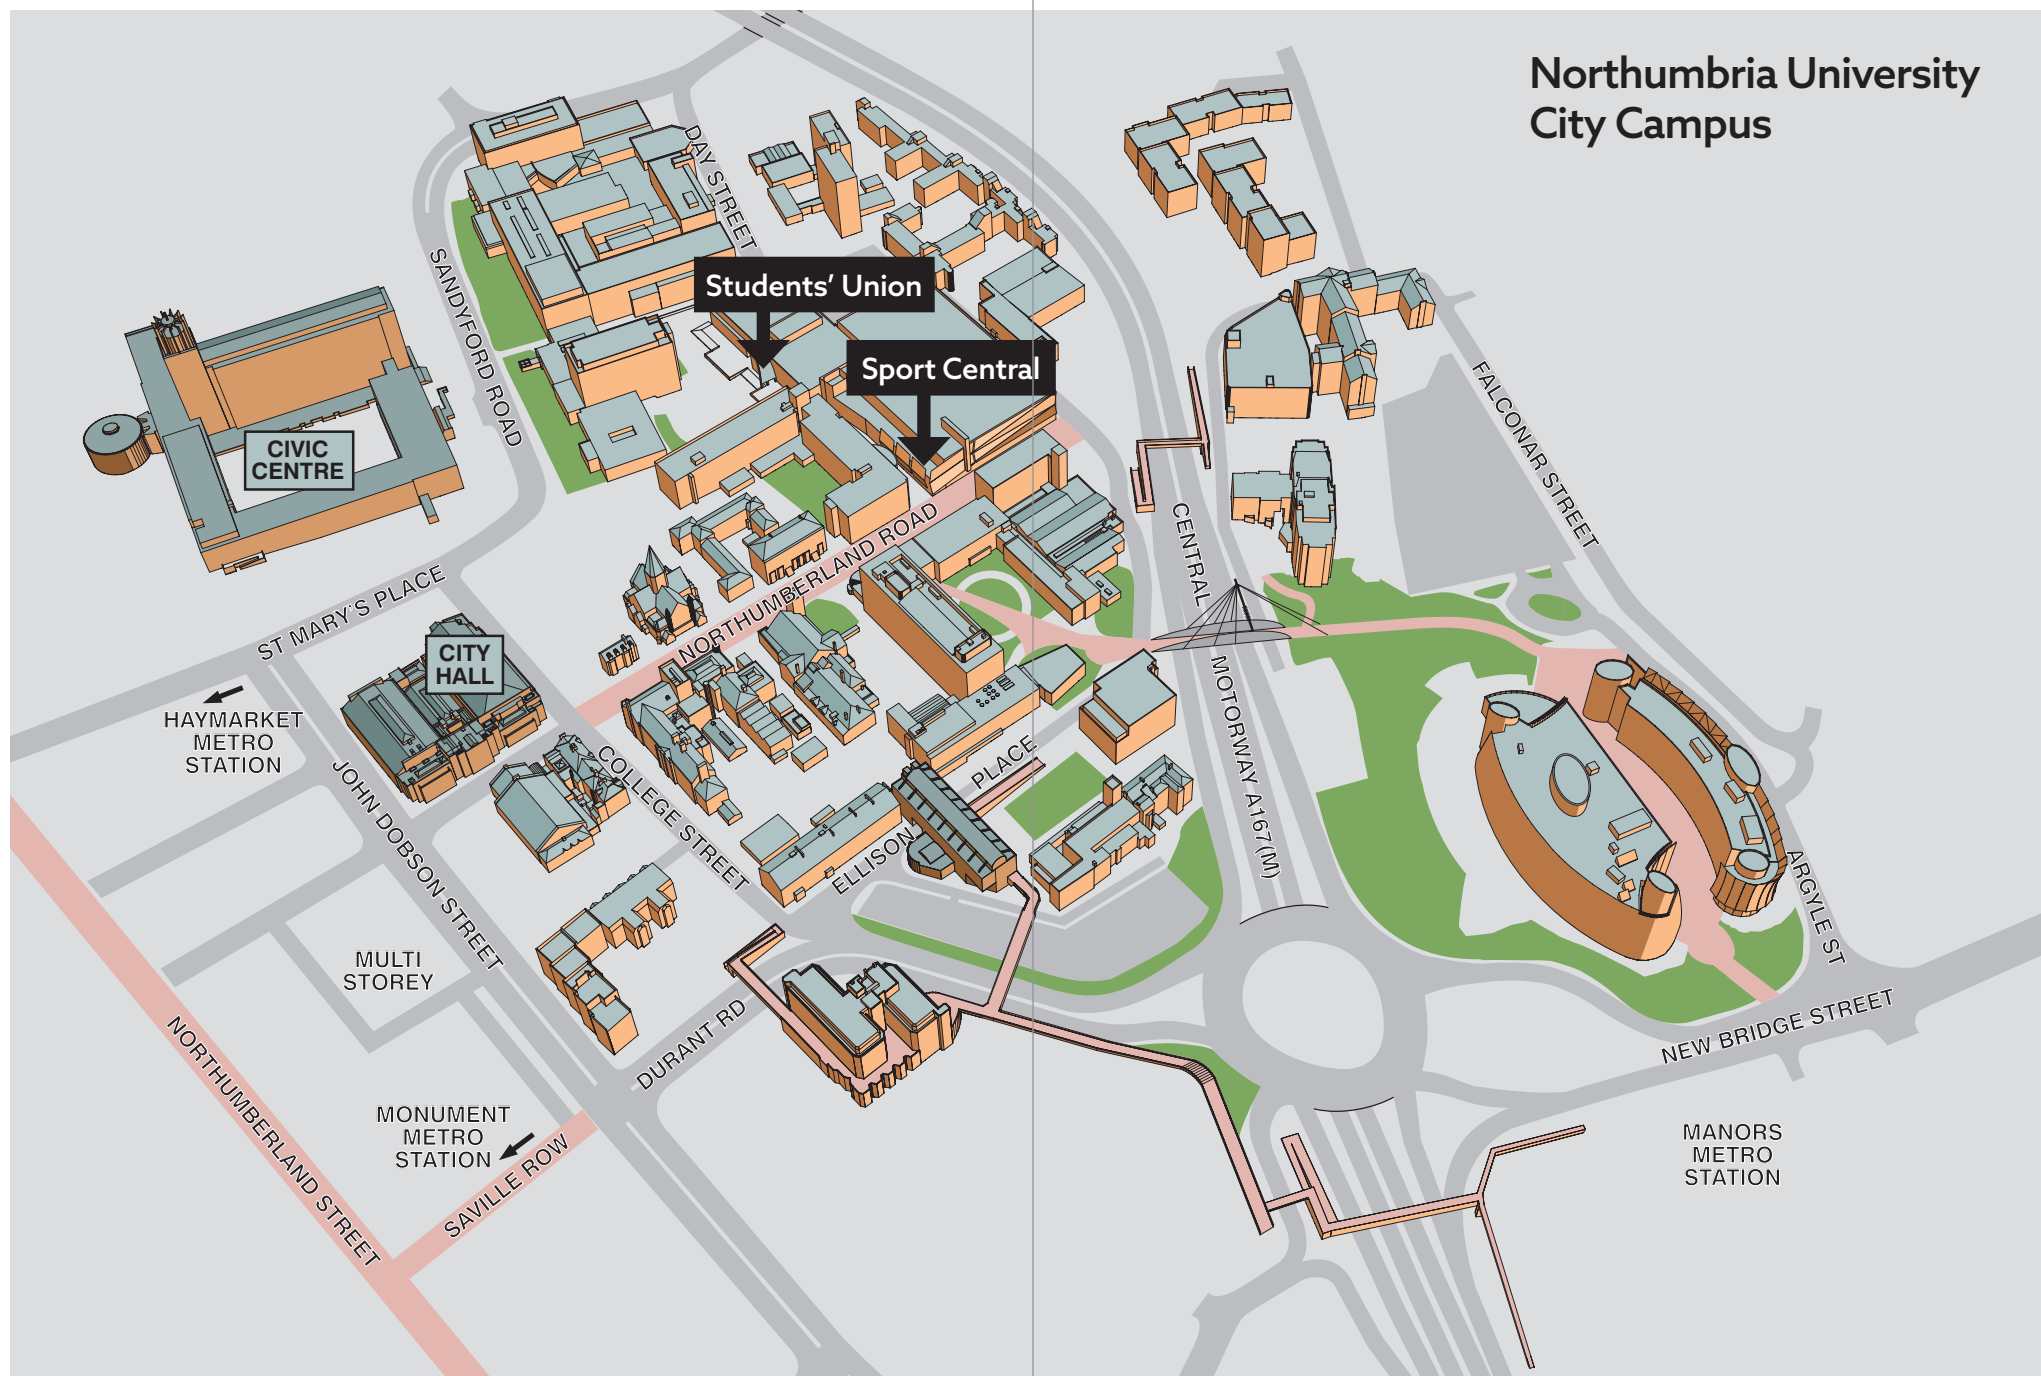 Northumbria University
City Campus
DAY STREET
SANDYFORD ROAD
Students’ Union
Sport Central
CIVIC
CENTRE
FALCONAR STREET
NORTHUMBERLAND ROAD
CENTRAL
MOTORWAY A167(M)
ST MARY’S PLACE
CITY
HALL
HAYMARKET
METRO
STATION
JOHN DOBSON STREET
COLLEGE STREET
ELLISON
PLACE
ARGYLE ST
MULTI
STOREY
DURANT RD
NEW BRIDGE STREET
NORTHUMBERLAND STREET
MONUMENT
METRO
STATION
SAVILLE ROW
MANORS
METRO
STATION